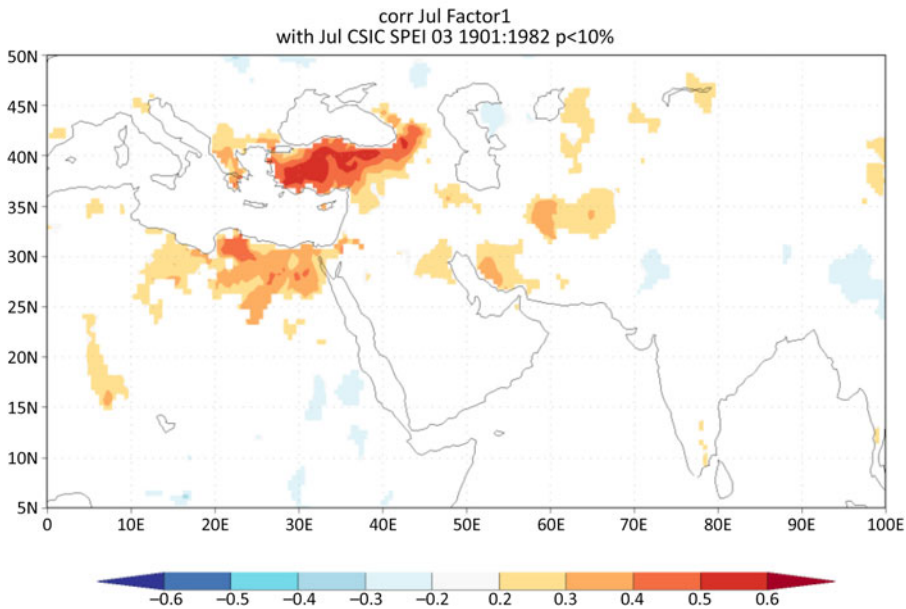 corr Jul Factor1
with Jul CSIC SPEI 03 1901:1982 p<10%
50N
45N
40N
35N
30N
25N
20N
15N
10N
5N
0 10E 20E 30E 40E 50E 60E 70E 80E 90E 100E
−0.6 −0.5 −0.4 −0.3 −0.2 0.2 0.3 0.4 0.5 0.6